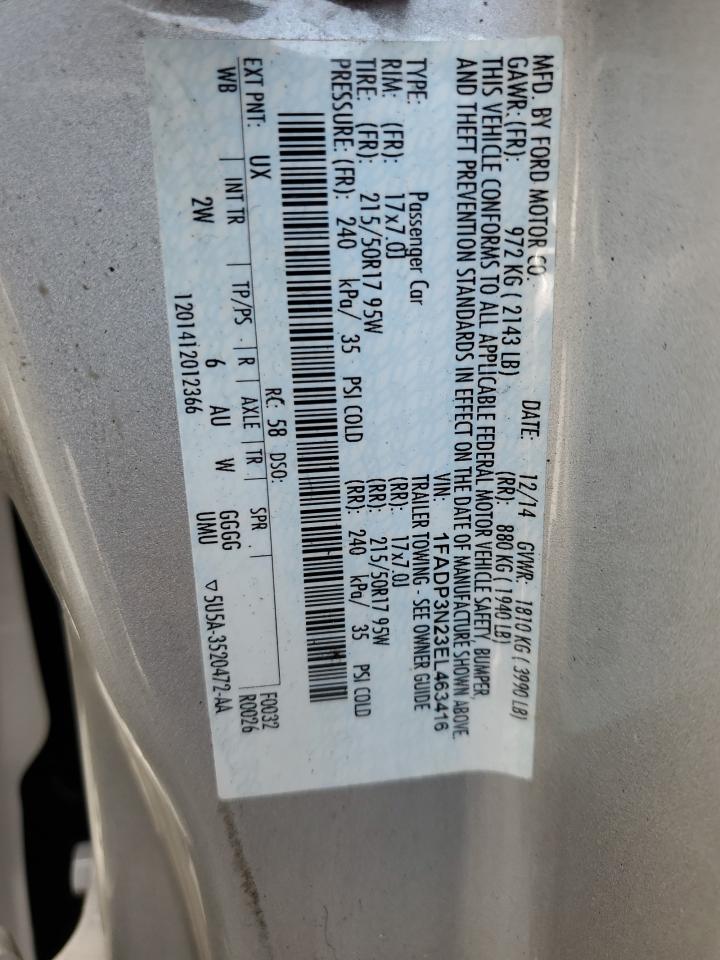 MFD. BY FORD MOTOR CO. DATE: 12/14 GVWR: 1810 KG ( 3990 LB)
GAWR: (FR): 972 KG ( 2143 LB) (RR): 880 KG ( 1940 LB)
THIS VEHICLE CONFORMS TO ALL APPLICABLE FEDERAL MOTOR VEHICLE SAFETY, BUMPER,
AND THEFT PREVENTION STANDARDS IN EFFECT ON THE DATE OF MANUFACTURE SHOWN ABOVE.
VIN: 1FADP3N23EL463416
TYPE: Passenger Car TRAILER TOWING - SEE OWNER GUIDE
RIM: (FR): 17x7.0J (RR): 17x7.0J
TIRE: (FR): 215/50R17 95W (RR): 215/50R17 95W
PRESSURE: (FR): 240 kPa/ 35 PSI COLD (RR): 240 kPa/ 35 PSI COLD
EXT PNT: UX RC: 58 DSO: F0032
WB INT TR TP/PS R AXLE TR SPR R0026
2W 6 AU W GGGG
UMU
1201412012366 ▽5U5A-3520472-AA